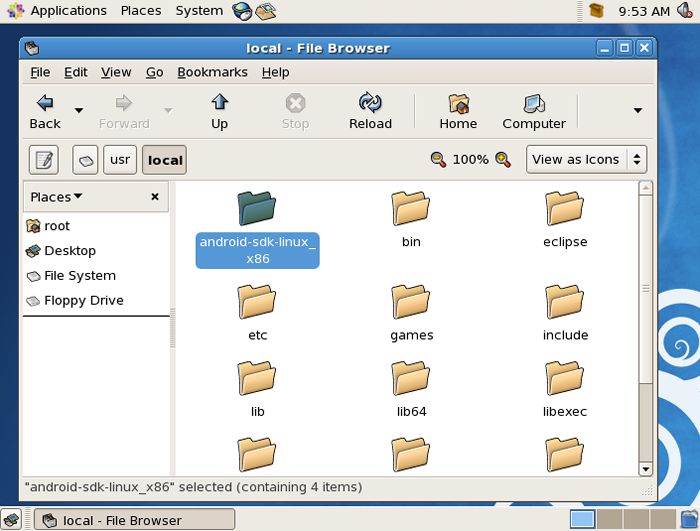 Applications Places System 9:53 AM
local - File Browser
File Edit View Go Bookmarks Help
Back Forward Up Stop Reload Home Computer
usr local 100% View as Icons
Places
root
Desktop
File System
Floppy Drive
android-sdk-linux_
x86
bin
eclipse
etc
games
include
lib
lib64
libexec
"android-sdk-linux_x86" selected (containing 4 items)
local - File Browser